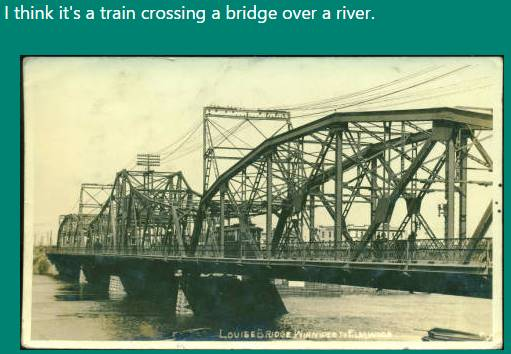 I think it's a train crossing a bridge over a river.
LOUISE BRIDGE WINNIPEG TO ELMWOOD